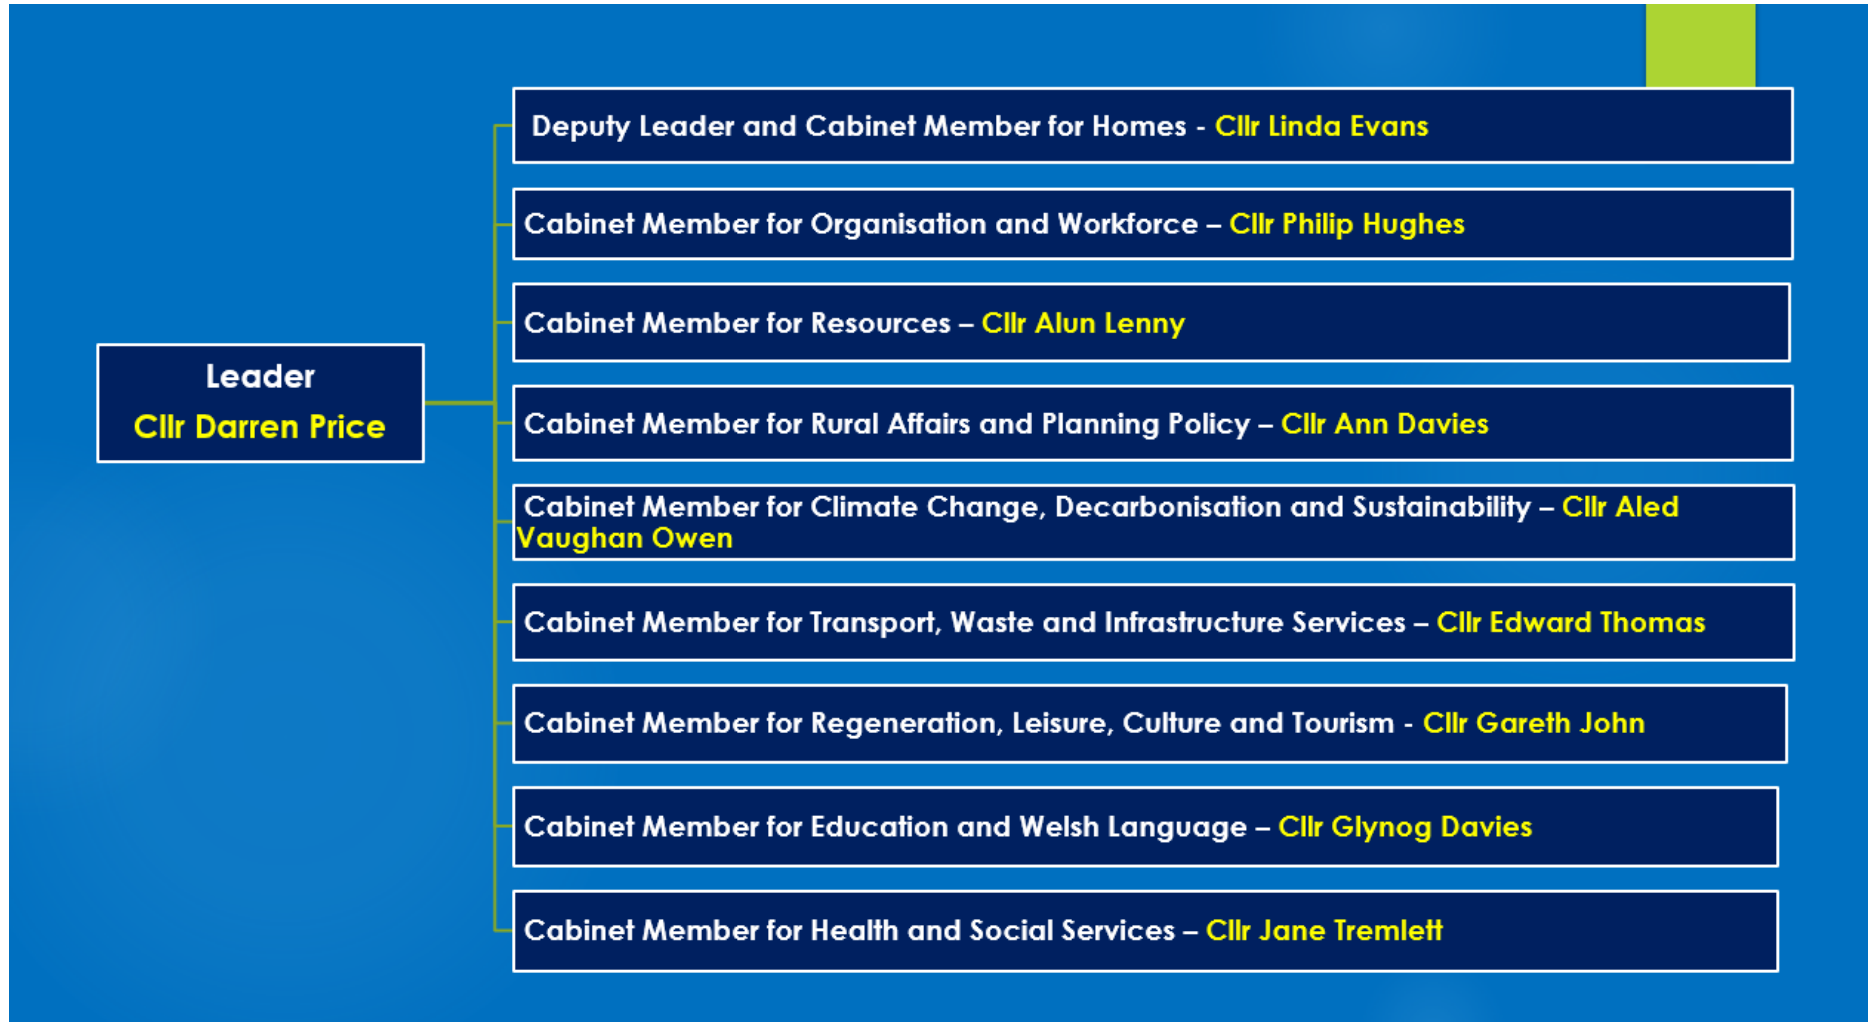 Leader
Cllr Darren Price
Deputy Leader and Cabinet Member for Homes - Cllr Linda Evans
Cabinet Member for Organisation and Workforce – Cllr Philip Hughes
Cabinet Member for Resources – Cllr Alun Lenny
Cabinet Member for Rural Affairs and Planning Policy – Cllr Ann Davies
Cabinet Member for Climate Change, Decarbonisation and Sustainability – Cllr Aled
Vaughan Owen
Cabinet Member for Transport, Waste and Infrastructure Services – Cllr Edward Thomas
Cabinet Member for Regeneration, Leisure, Culture and Tourism - Cllr Gareth John
Cabinet Member for Education and Welsh Language – Cllr Glynog Davies
Cabinet Member for Health and Social Services – Cllr Jane Tremlett